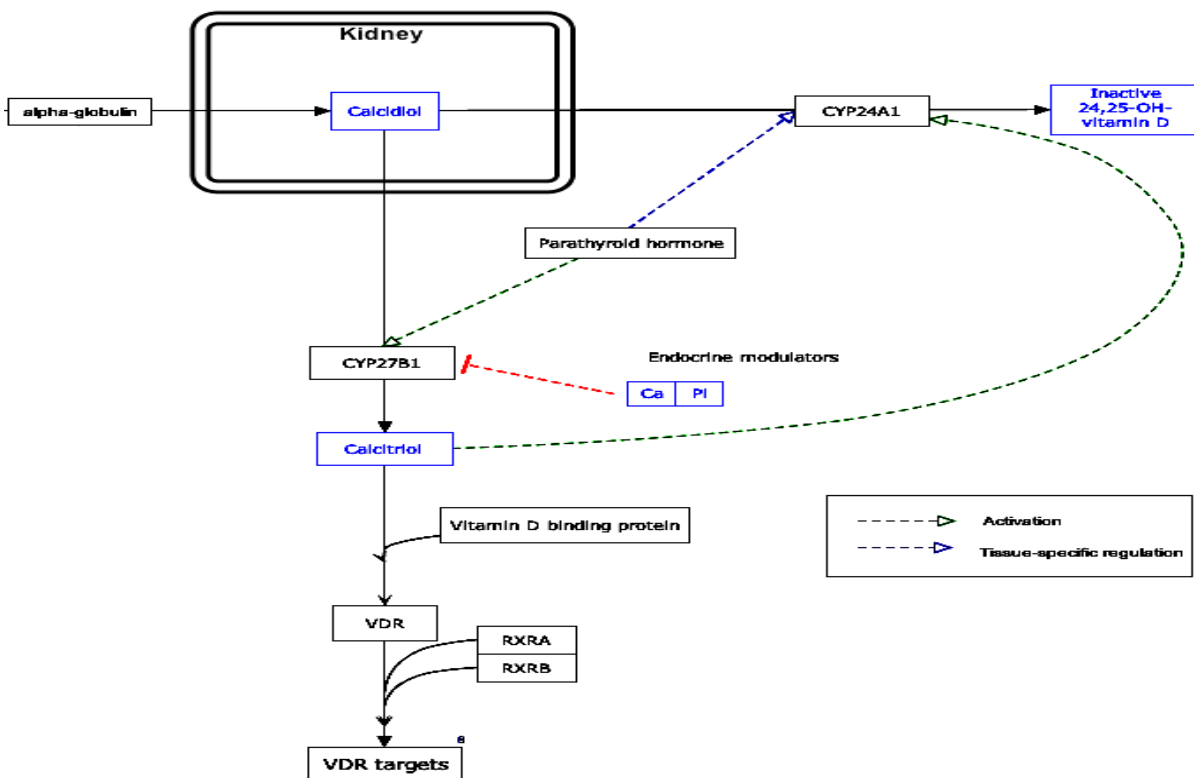 Kidney
alpha-globulin
Calcidiol
CYP24A1
Inactive
24,25-OH-
vitamin D
Parathyroid hormone
CYP27B1
Endocrine modulators
Ca
Pi
Calcitriol
Vitamin D binding protein
Activation
Tissue-specific regulation
VDR
RXRA
RXRB
VDR targets